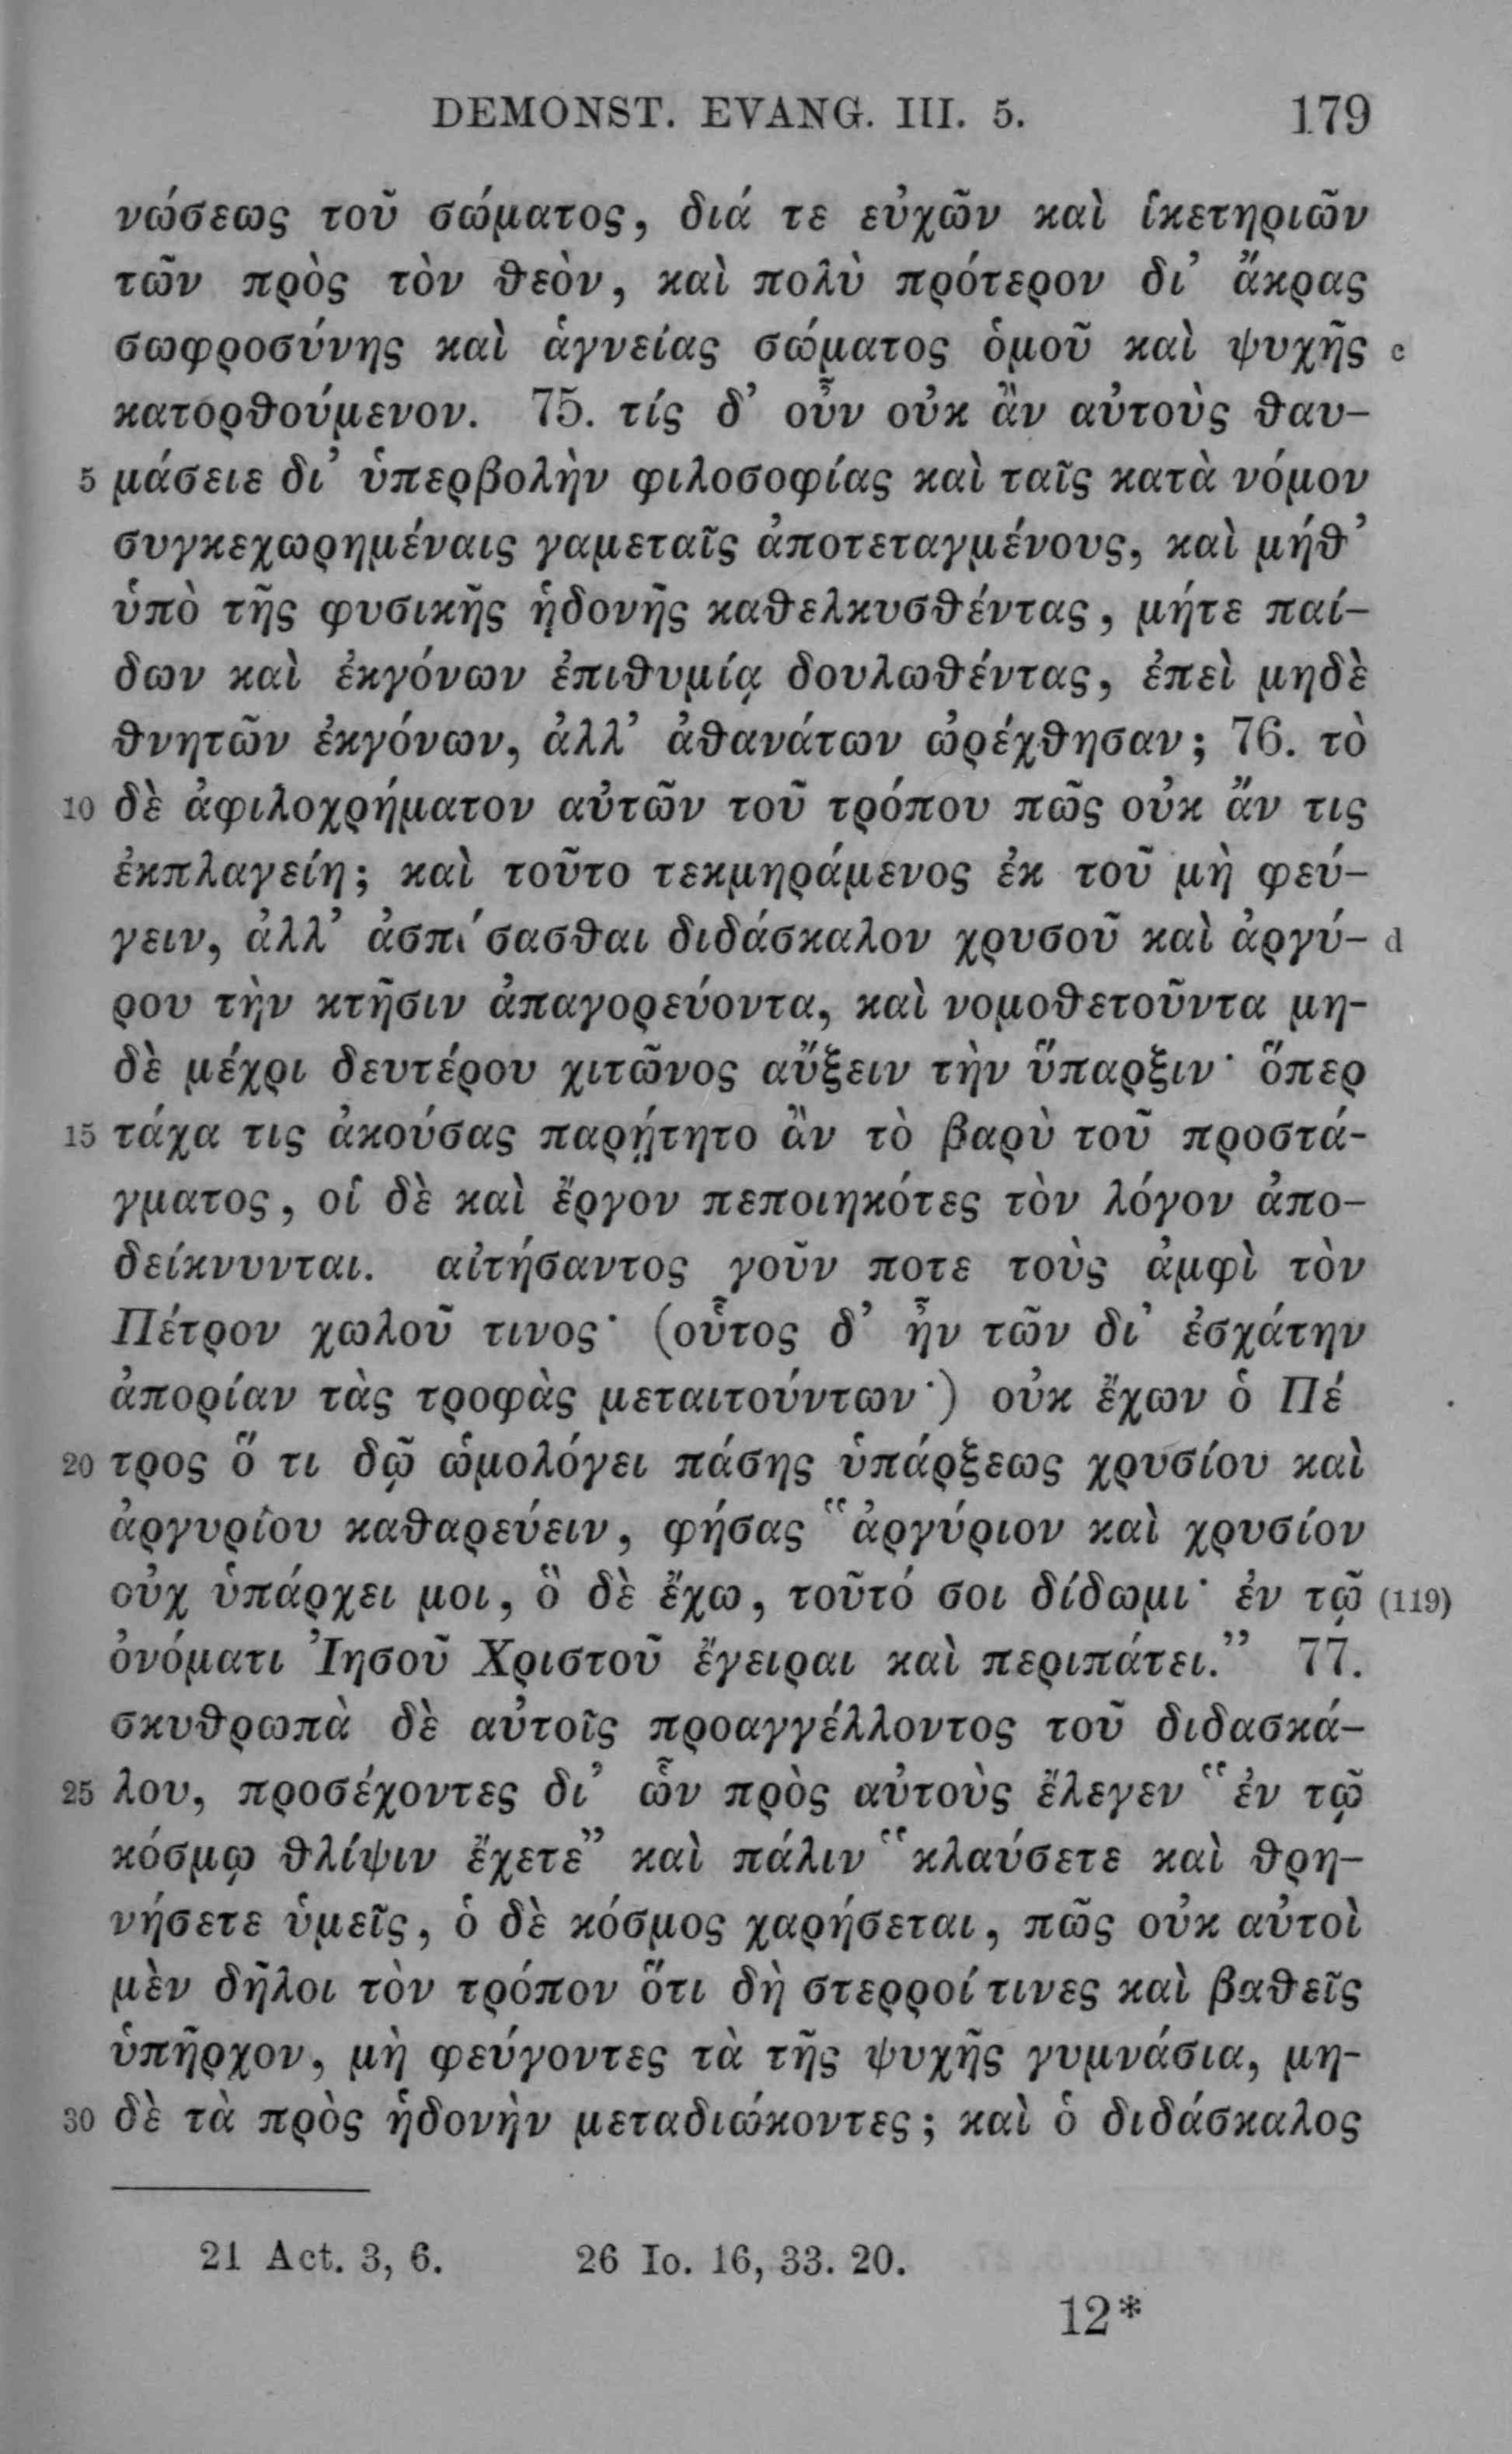 DEMONST. EVANG. III. 5. 179
νώσεως τοῦ σώματος, διά τε εὐχῶν καὶ ἱκετηριῶν
τῶν πρὸς τὸν θεὸν, καὶ πολὺ πρότερον δι’ ἄκρας
σωφροσύνης καὶ ἁγνείας σώματος ὁμοῦ καὶ ψυχῆς c
κατορθούμενον. 75. τίς δ’ οὖν οὐκ ἂν αὐτοὺς θαυ-
5 μάσειε δι’ ὑπερβολὴν φιλοσοφίας καὶ ταῖς κατὰ νόμον
συγκεχωρημέναις γαμεταῖς ἀποτεταγμένους, καὶ μήθ’
ὑπὸ τῆς φυσικῆς ἡδονῆς καθελκυσθέντας, μήτε παί-
δων καὶ ἐκγόνων ἐπιθυμίᾳ δουλωθέντας, ἐπεὶ μηδὲ
θνητῶν ἐκγόνων, ἀλλ’ ἀθανάτων ὠρέχθησαν; 76. τὸ
10 δὲ ἀφιλοχρήματον αὐτῶν τοῦ τρόπου πῶς οὐκ ἄν τις
ἐκπλαγείη; καὶ τοῦτο τεκμηράμενος ἐκ τοῦ μὴ φεύ-
γειν, ἀλλ’ ἀσπίσασθαι διδάσκαλον χρυσοῦ καὶ ἀργύ- d
ρου τὴν κτῆσιν ἀπαγορεύοντα, καὶ νομοθετοῦντα μη-
δὲ μέχρι δευτέρου χιτῶνος αὔξειν τὴν ὕπαρξιν· ὅπερ
15 τάχα τις ἀκούσας παρῄτητο ἂν τὸ βαρὺ τοῦ προστά-
γματος, οἱ δὲ καὶ ἔργον πεποιηκότες τὸν λόγον ἀπο-
δείκνυνται. αἰτήσαντος γοῦν ποτε τοὺς ἀμφὶ τὸν
Πέτρον χωλοῦ τινος· (οὗτος δ’ ἦν τῶν δι’ ἐσχάτην
ἀπορίαν τὰς τροφὰς μεταιτούντων·) οὐκ ἔχων ὁ Πέ
20 τρος ὅ τι δῷ ὡμολόγει πάσης ὑπάρξεως χρυσίου καὶ
ἀργυρίου καθαρεύειν, φήσας “ἀργύριον καὶ χρυσίον
οὐχ ὑπάρχει μοι, ὃ δὲ ἔχω, τοῦτό σοι δίδωμι· ἐν τῷ (119)
ὀνόματι Ἰησοῦ Χριστοῦ ἔγειραι καὶ περιπάτει.” 77.
σκυθρωπὰ δὲ αὐτοῖς προαγγέλλοντος τοῦ διδασκά-
25 λου, προσέχοντες δι’ ὧν πρὸς αὐτοὺς ἔλεγεν “ἐν τῷ
κόσμῳ θλίψιν ἔχετε” καὶ πάλιν “κλαύσετε καὶ θρη-
νήσετε ὑμεῖς, ὁ δὲ κόσμος χαρήσεται, πῶς οὐκ αὐτοὶ
μὲν δῆλοι τὸν τρόπον ὅτι δὴ στερροί τινες καὶ βαθεῖς
ὑπῆρχον, μὴ φεύγοντες τὰ τῆς ψυχῆς γυμνάσια, μη-
30 δὲ τὰ πρὸς ἡδονὴν μεταδιώκοντες; καὶ ὁ διδάσκαλος
21 Act. 3, 6. 26 Io. 16, 33. 20.
12*